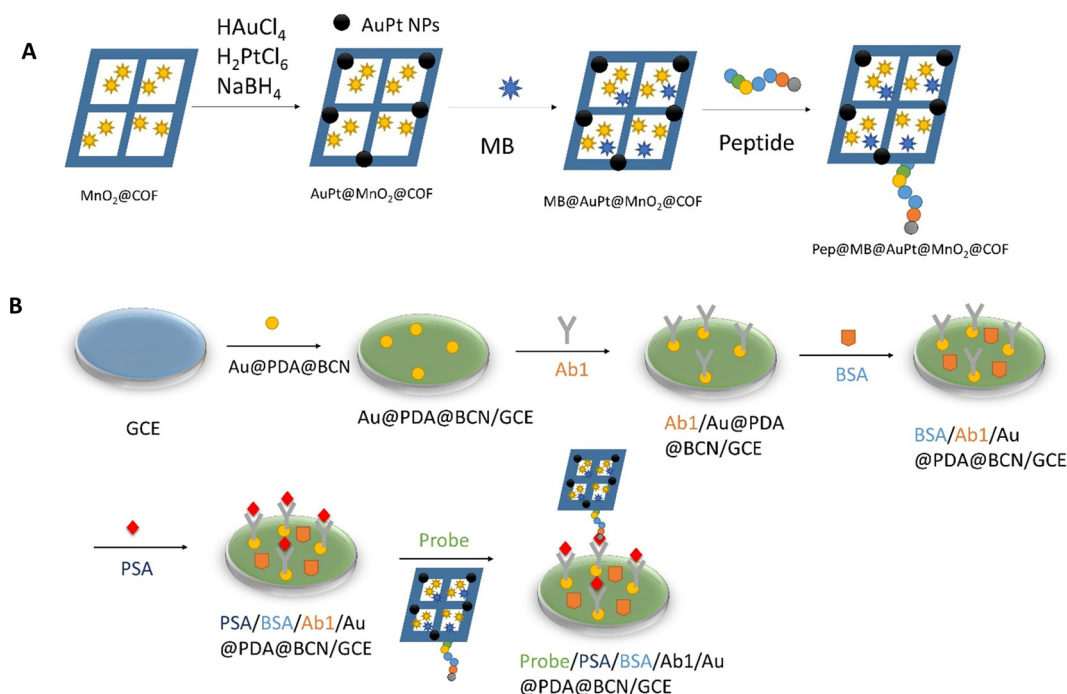 A
HAuCl₄
H₂PtCl₆
NaBH₄
AuPt NPs
MB
Peptide
MnO₂@COF
AuPt@MnO₂@COF
MB@AuPt@MnO₂@COF
Pep@MB@AuPt@MnO₂@COF
B
GCE
Au@PDA@BCN
Au@PDA@BCN/GCE
Ab1
Ab1/Au@PDA
@BCN/GCE
BSA
BSA/Ab1/Au
@PDA@BCN/GCE
PSA
PSA/BSA/Ab1/Au
@PDA@BCN/GCE
Probe
Probe/PSA/BSA/Ab1/Au
@PDA@BCN/GCE